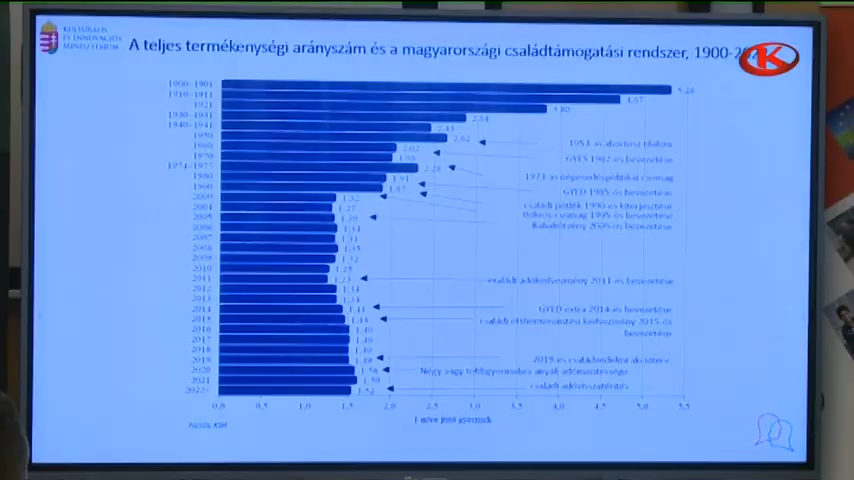 KULTURÁLIS
ÉS INNOVÁCIÓS
MINISZTÉRIUM
A teljes termékenységi arányszám és a magyarországi családtámogatási rendszer, 1900-20
K
1900-1901 5,28
1910-1911 4,67
1921 3,80
1930-1931 2,84
1940-1941 2,48
1950 2,62
1960 2,02
1970 1,98
1974-1977 2,28
1980 1,91
1990 1,87
2000 1,32
2004 1,27
2005 1,30
2006 1,34
2007 1,31
2008 1,35
2009 1,32
2010 1,25
2011 1,23
2012 1,34
2013 1,34
2014 1,41
2015 1,44
2016 1,49
2017 1,49
2018 1,49
2019 1,49
2020 1,56
2021 1,59
2022 1,52
1953-as abortusz tilalom
GYES 1967-es bevezetése
1973-as népesedéspolitikai csomag
GYED 1985-ös bevezetése
családi pótlék 1990-es kiterjesztése
Bokros-csomag 1995-ös bevezetése
Babakötvény 2005-ös bevezetése
családi adókedvezmény 2011-es bevezetése
GYED extra 2014-es bevezetése
családi otthonteremtési kedvezmény 2015-ös
bevezetése
2019-es családvédelmi akcióterv
Négy vagy többgyermekes anyák adómentessége
családi adóvisszatérítés
0,0 0,5 1,0 1,5 2,0 2,5 3,0 3,5 4,0 4,5 5,0 5,5
1 nőre jutó gyermek
Forrás: KSH